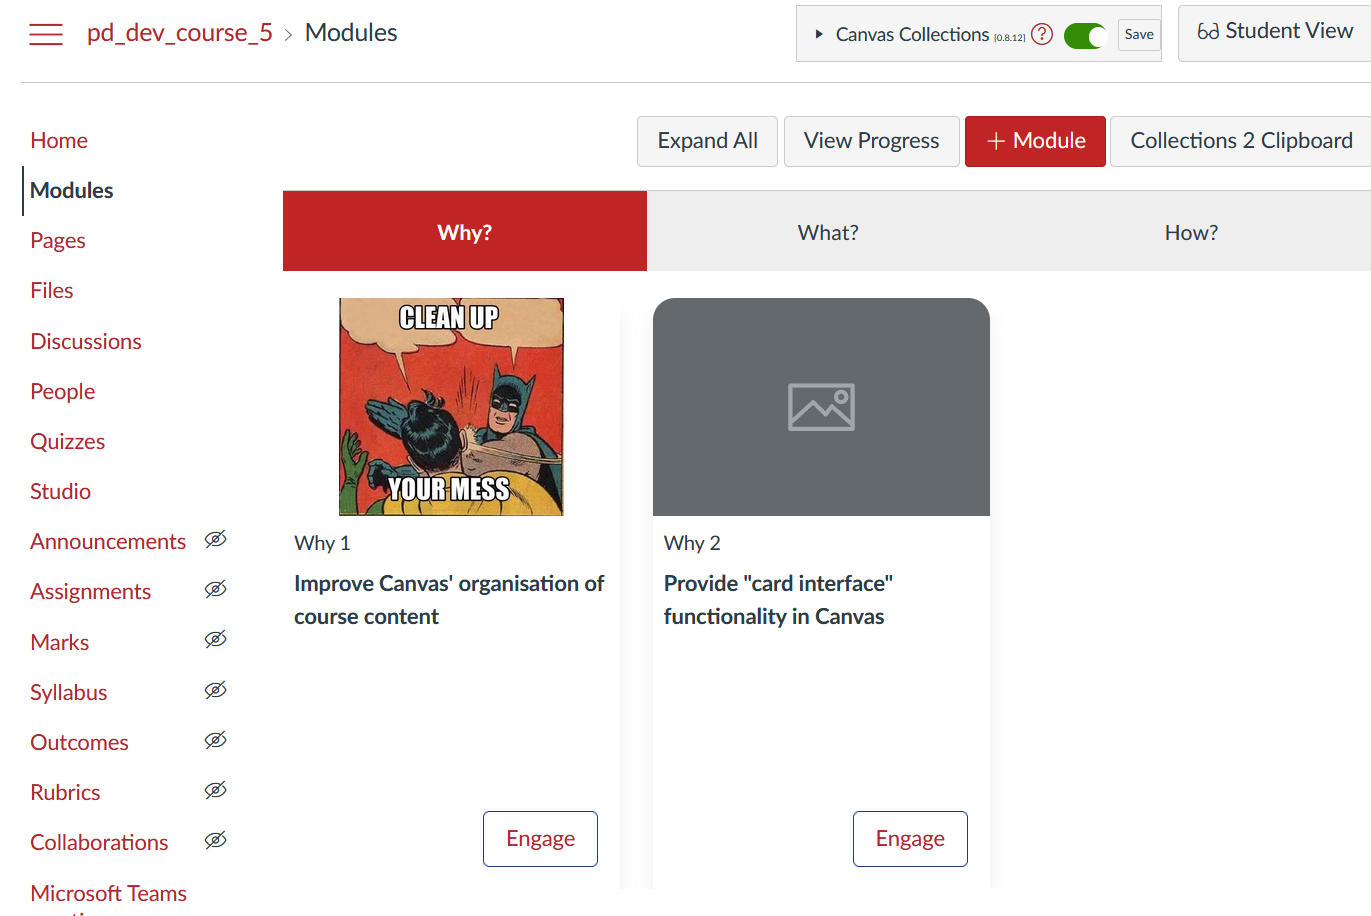 pd_dev_course_5 > Modules
Canvas Collections [0.8.12] ? Save
Student View
Expand All
View Progress
+ Module
Collections 2 Clipboard
Home
Modules
Pages
Files
Discussions
People
Quizzes
Studio
Announcements
Assignments
Marks
Syllabus
Outcomes
Rubrics
Collaborations
Microsoft Teams
Why?
What?
How?
CLEAN UP
YOUR MESS
Why 1
Improve Canvas' organisation of
course content
Engage
Why 2
Provide "card interface"
functionality in Canvas
Engage